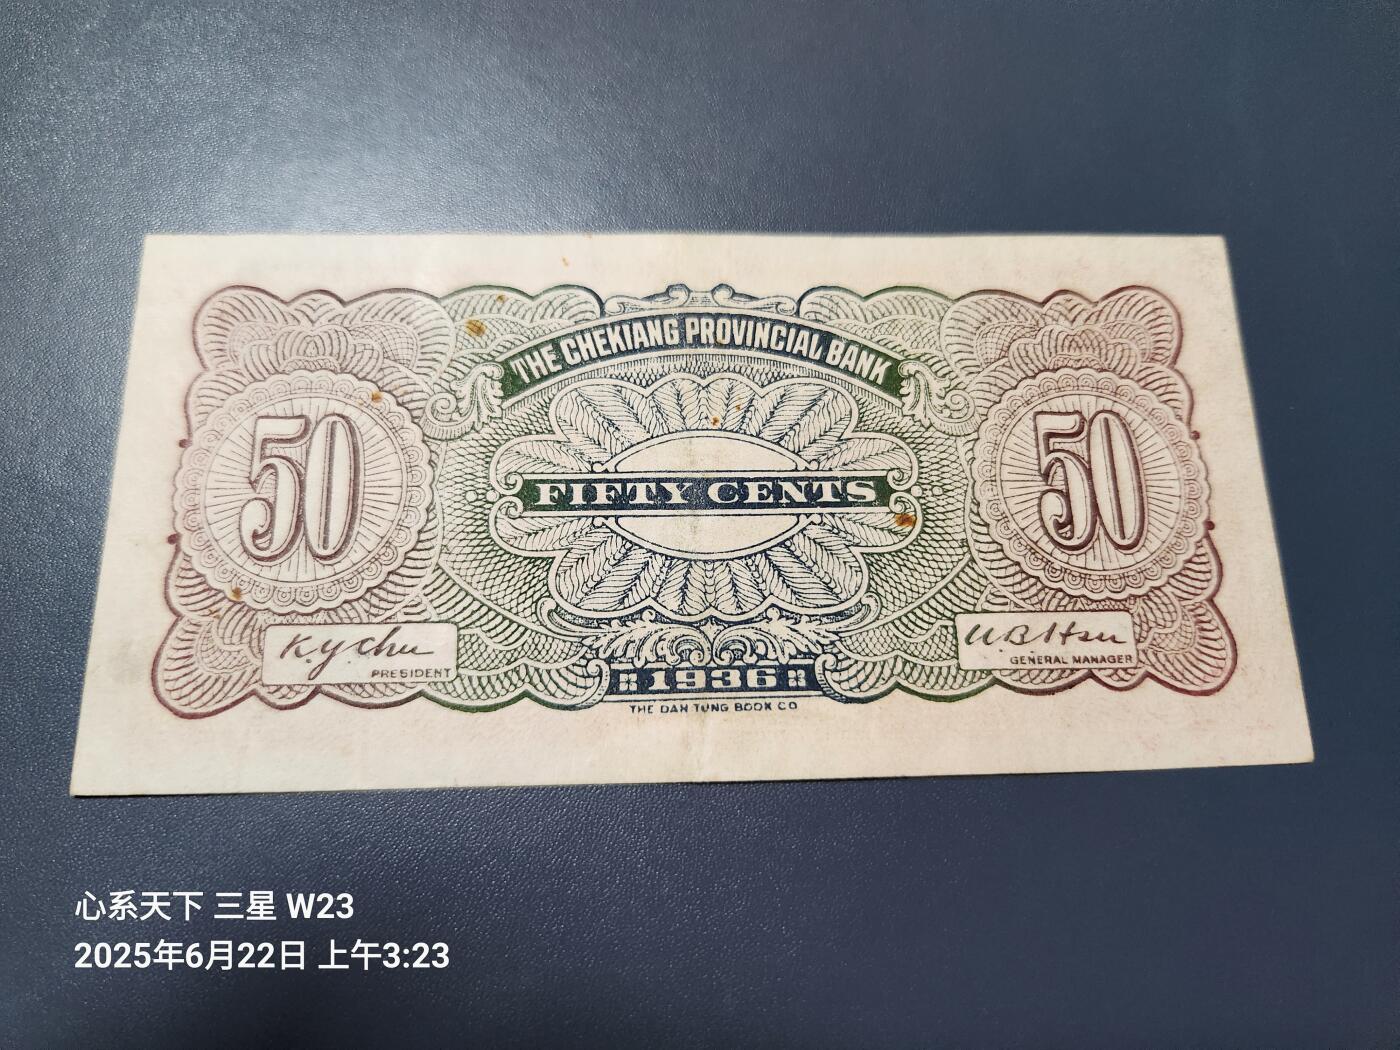 THE CHEKIANG PROVINCIAL BANK
50
50
FIFTY CENTS
K.Y.Chu
PRESIDENT
U.B.Hsu
GENERAL MANAGER
1936
THE DAH TUNG BOOK CO
心系天下 三星 W23
2025年6月22日 上午3:23